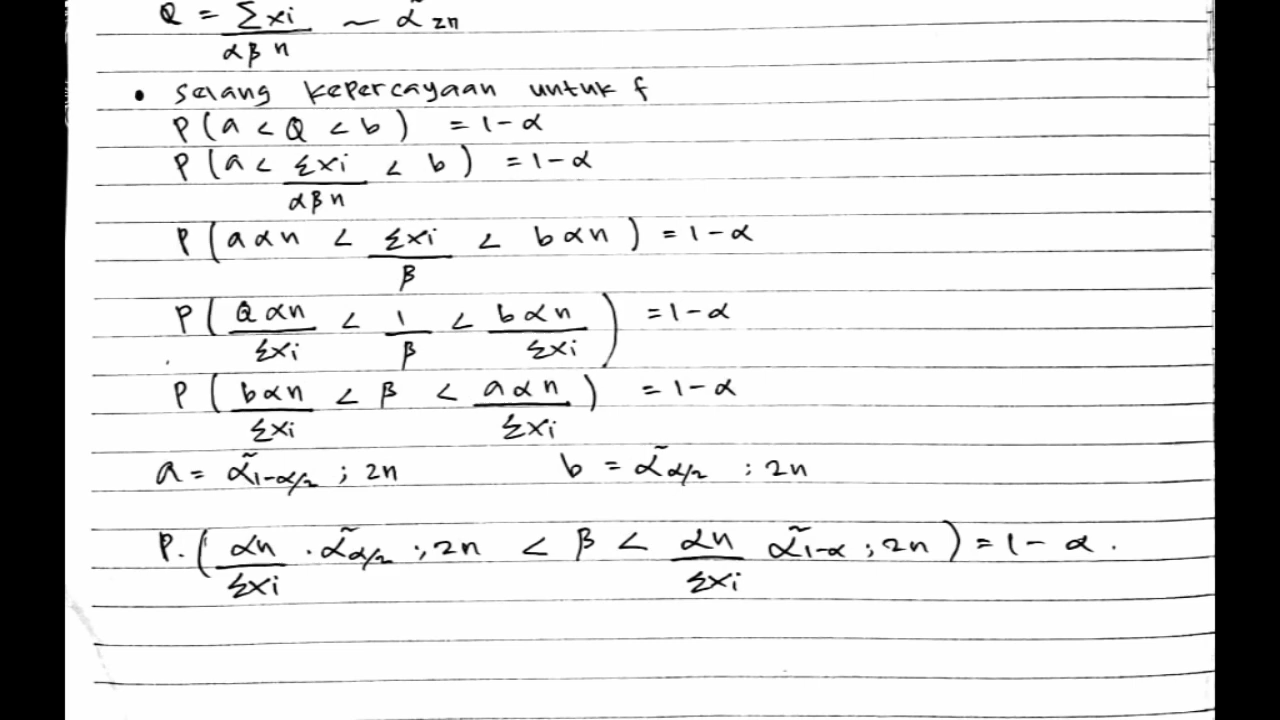 Q = Σxi / αβn ~ α̃ 2n
• selang kepercayaan untuk f
P(a < Q < b) = 1-α
P(a < Σxi / αβn < b) = 1-α
P(aαn < Σxi / β < bαn) = 1-α
P(Qαn / Σxi < 1 / β < bαn / Σxi) = 1-α
P(bαn / Σxi < β < aαn / Σxi) = 1-α
a = α̃ 1-α/2 ; 2n b = α̃ α/2 : 2n
P. (αn / Σxi . α̃ α/2 ; 2n < β < αn / Σxi α̃ 1-α ; 2n) = 1-α.